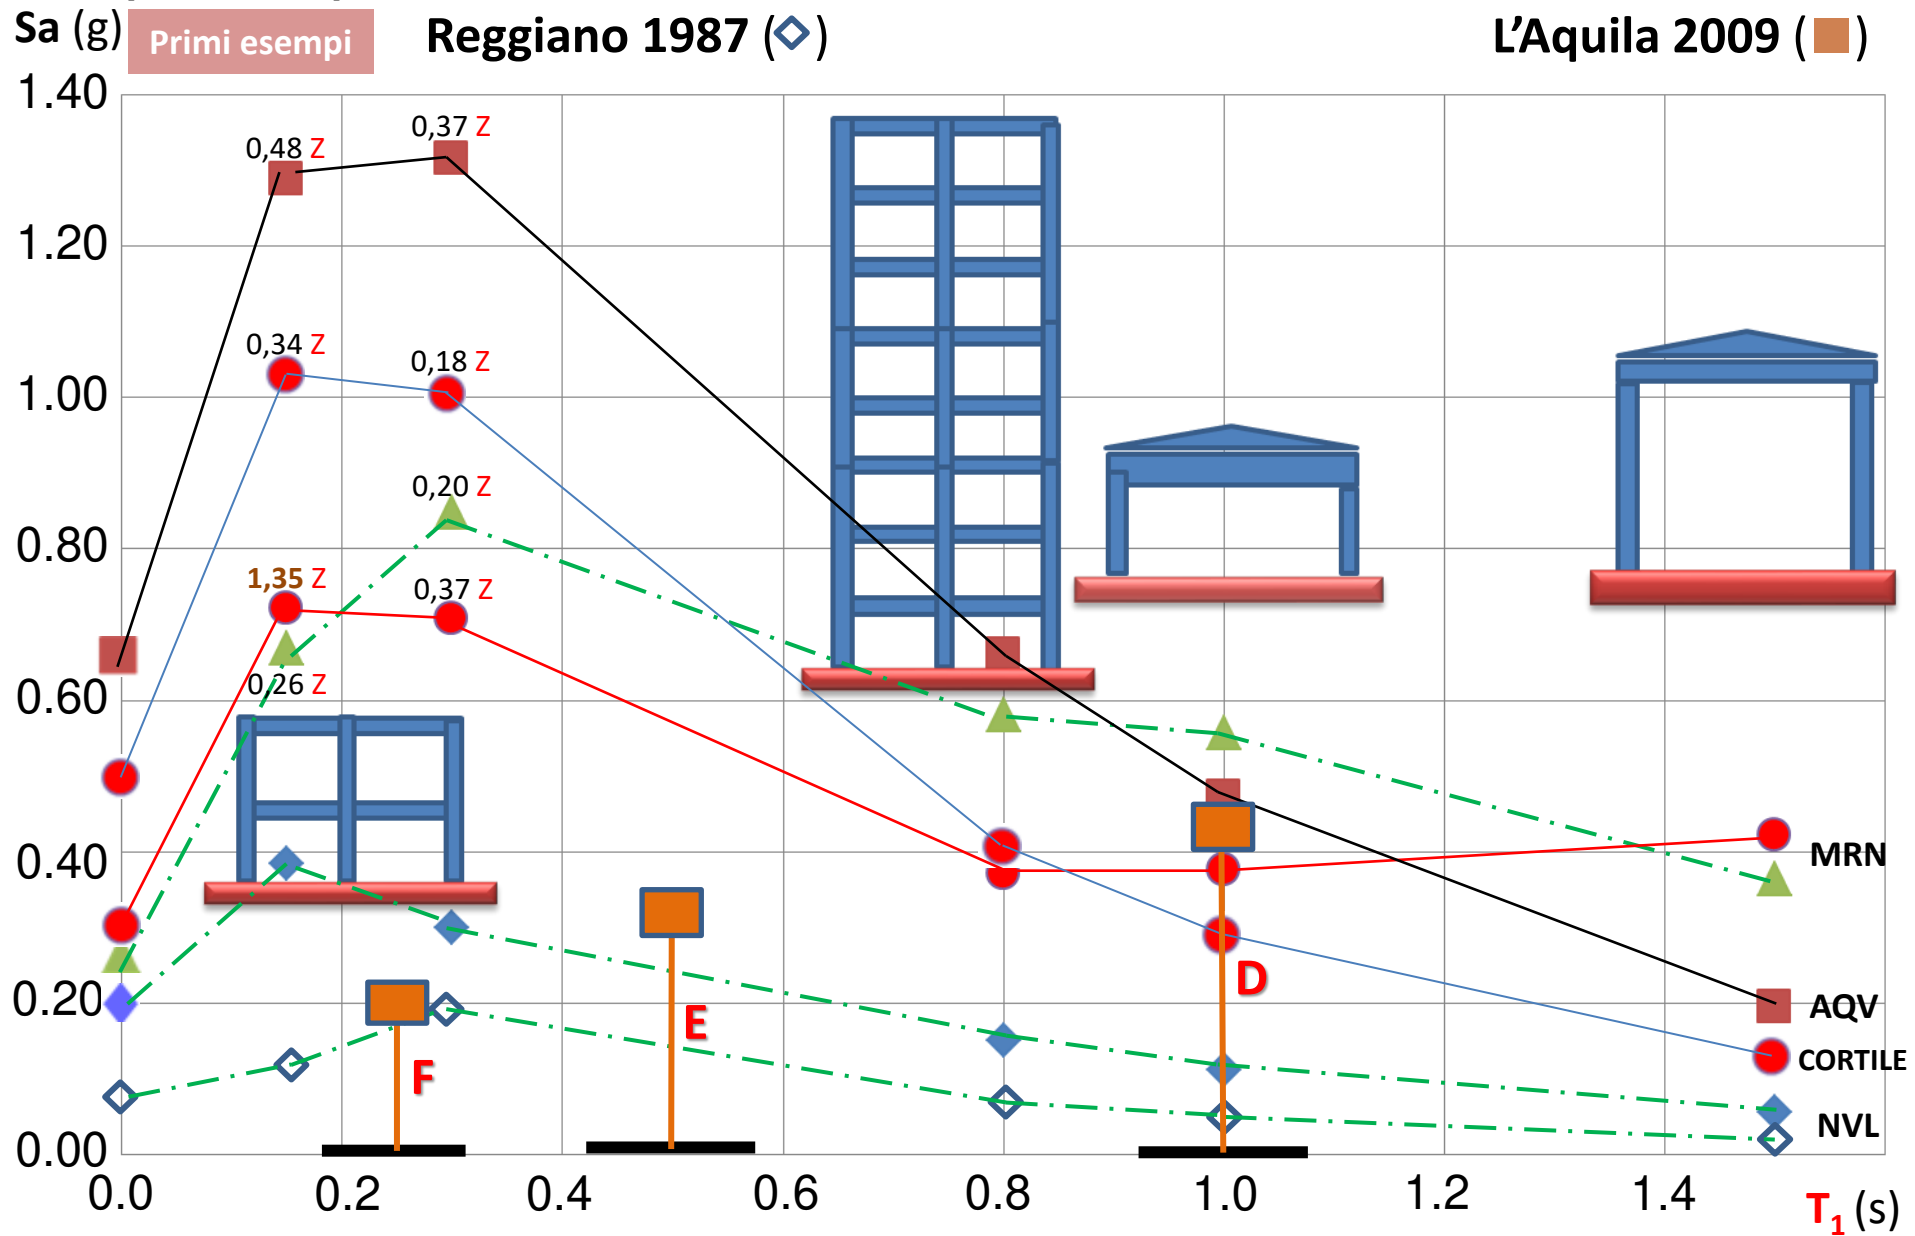 Sa (g)
Primi esempi
Reggiano 1987 ( )
L'Aquila 2009 ( )
1.40
0,48 Z
0,37 Z
1.20
0,34 Z
0,18 Z
1.00
0,20 Z
0.80
1,35 Z
0,37 Z
0,26 Z
0.60
0.40
MRN
0.20
D
AQV
E
F
CORTILE
NVL
0.00
0.0
0.2
0.4
0.6
0.8
1.0
1.2
1.4
T1 (s)